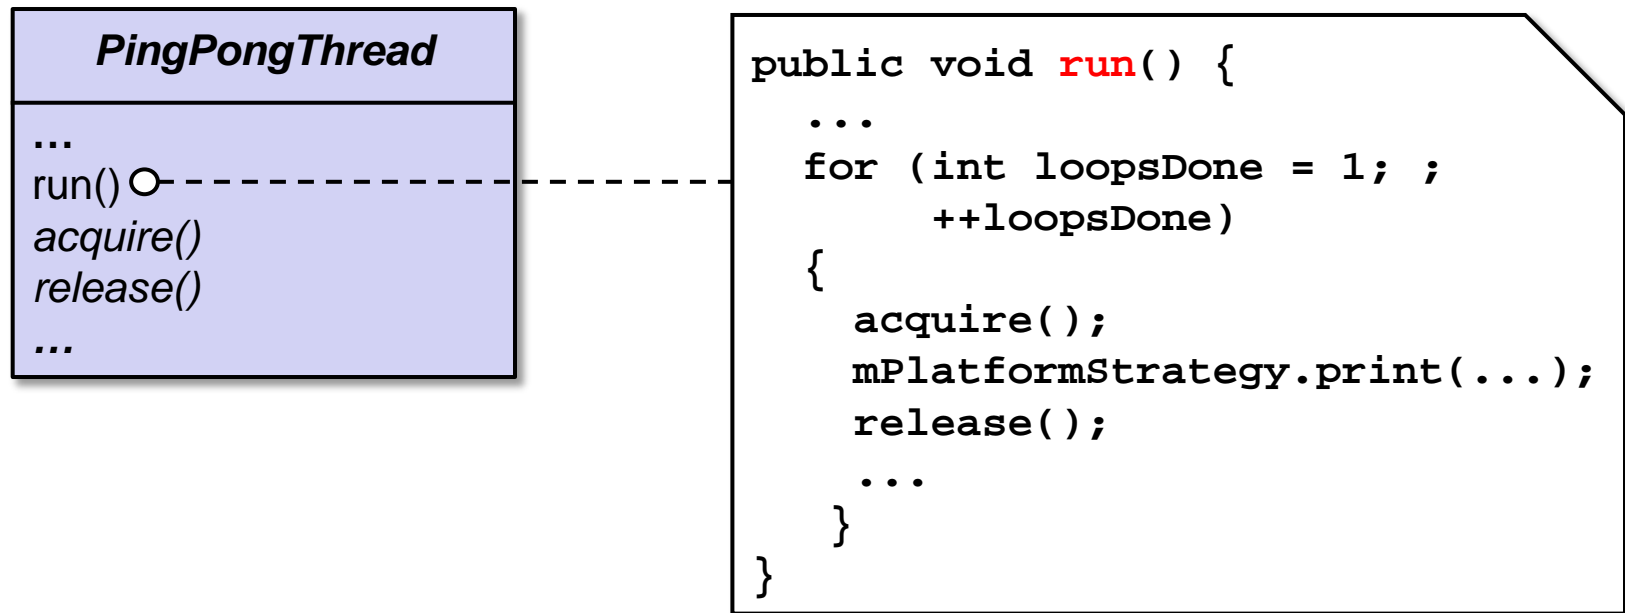 PingPongThread
...
run()
acquire()
release()
...
public void run() {
...
for (int loopsDone = 1; ;
++loopsDone)
{
acquire();
mPlatformStrategy.print(...);
release();
...
}
}